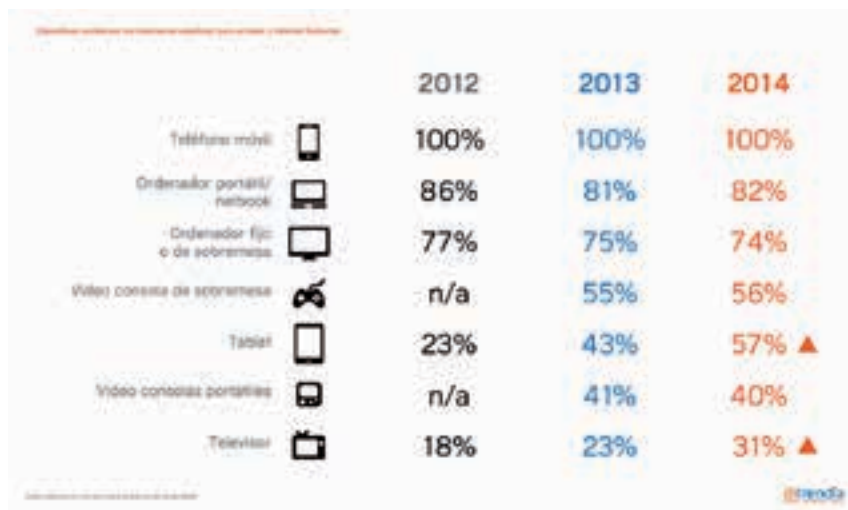 2012 2013 2014
Teléfono móvil 100% 100% 100%
Ordenador portátil/
netbook 86% 81% 82%
Ordenador fijo
o de sobremesa 77% 75% 74%
Video consola de sobremesa n/a 55% 56%
Tablet 23% 43% 57%
Video consolas portátiles n/a 41% 40%
Televisor 18% 23% 31%
trendia